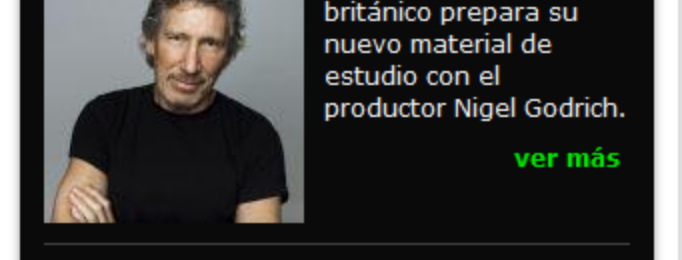 británico prepara su
nuevo material de
estudio con el
productor Nigel Godrich.
ver más